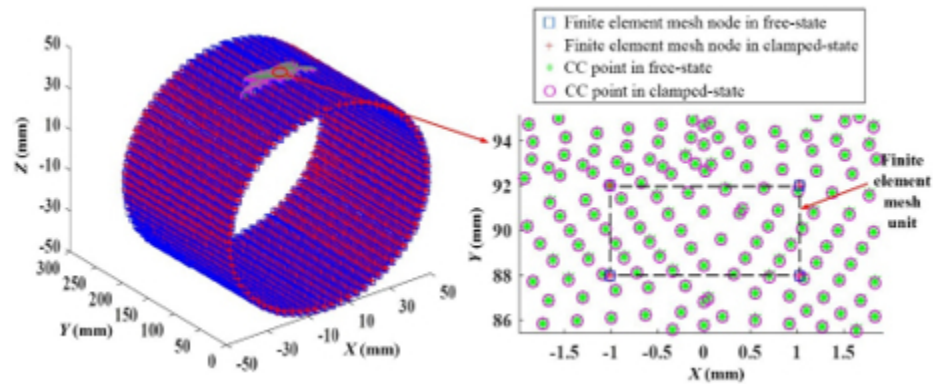 Finite element mesh node in free-state
Finite element mesh node in clamped-state
CC point in free-state
CC point in clamped-state
50
30
10
-10
-30
-50
Z (mm)
300
250
200
150
100
50
0
Y (mm)
-50
-30
-10
10
30
50
X (mm)
94
92
90
88
86
Y (mm)
-1.5
-1
-0.5
0
0.5
1
1.5
X (mm)
Finite
element
mesh
unit